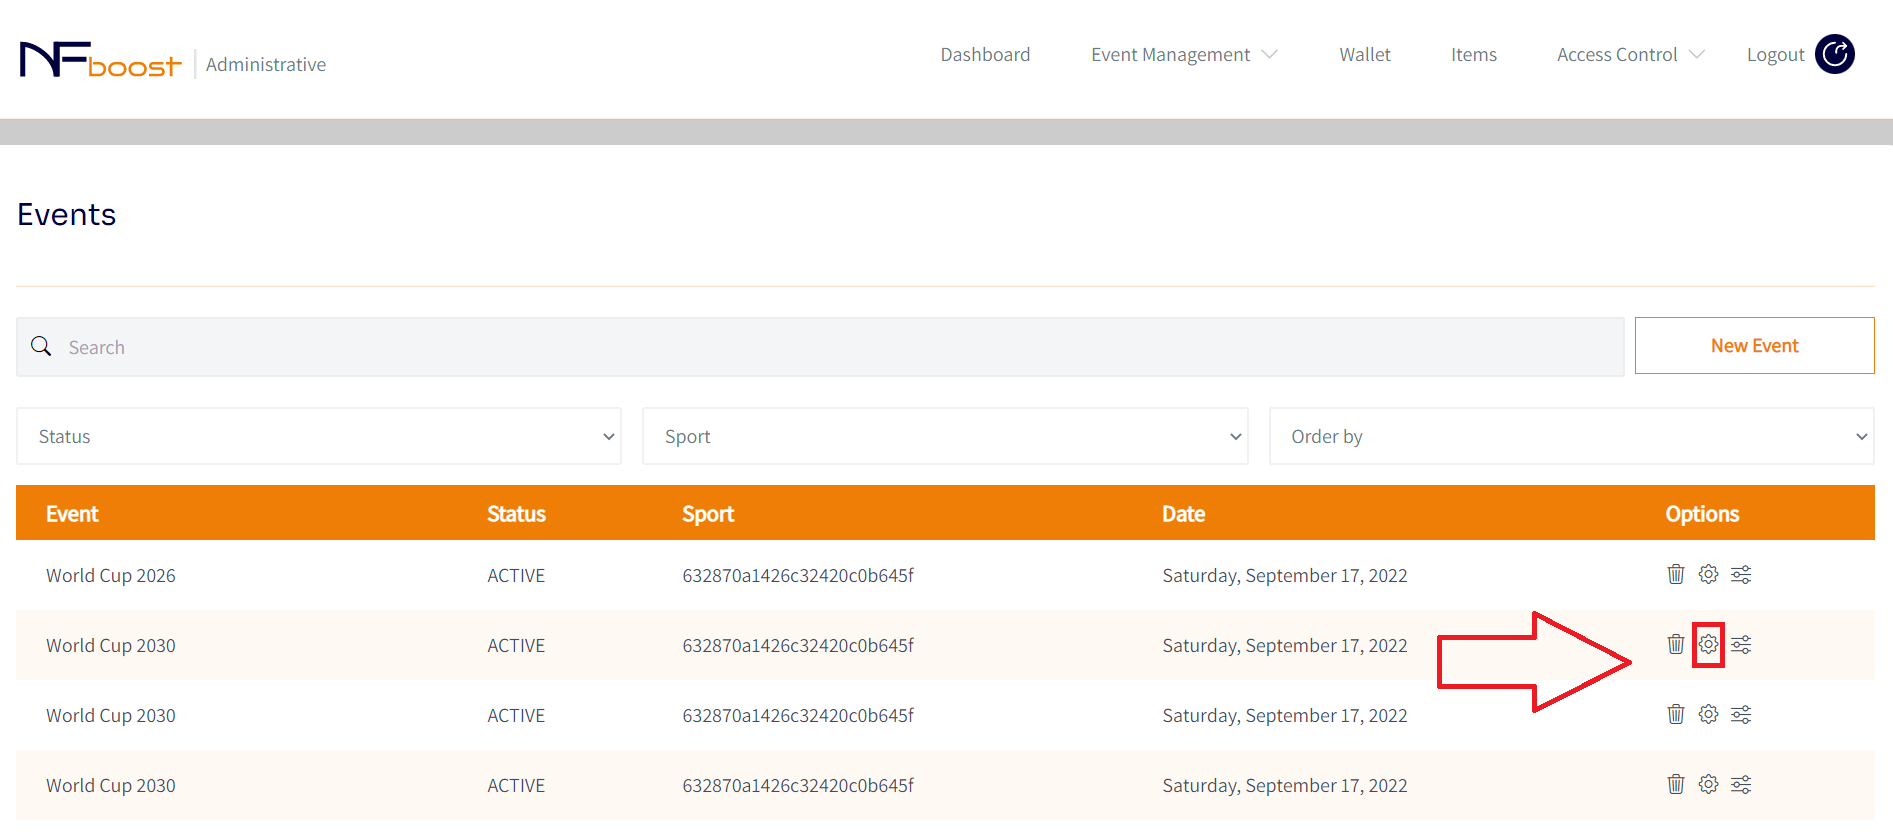 NFboost Administrative Dashboard Event Management Wallet Items Access Control Logout
Events
Search New Event
Status Sport Order by
Event Status Sport Date Options
World Cup 2026 ACTIVE 632870a1426c32420c0b645f Saturday, September 17, 2022
World Cup 2030 ACTIVE 632870a1426c32420c0b645f Saturday, September 17, 2022
World Cup 2030 ACTIVE 632870a1426c32420c0b645f Saturday, September 17, 2022
World Cup 2030 ACTIVE 632870a1426c32420c0b645f Saturday, September 17, 2022